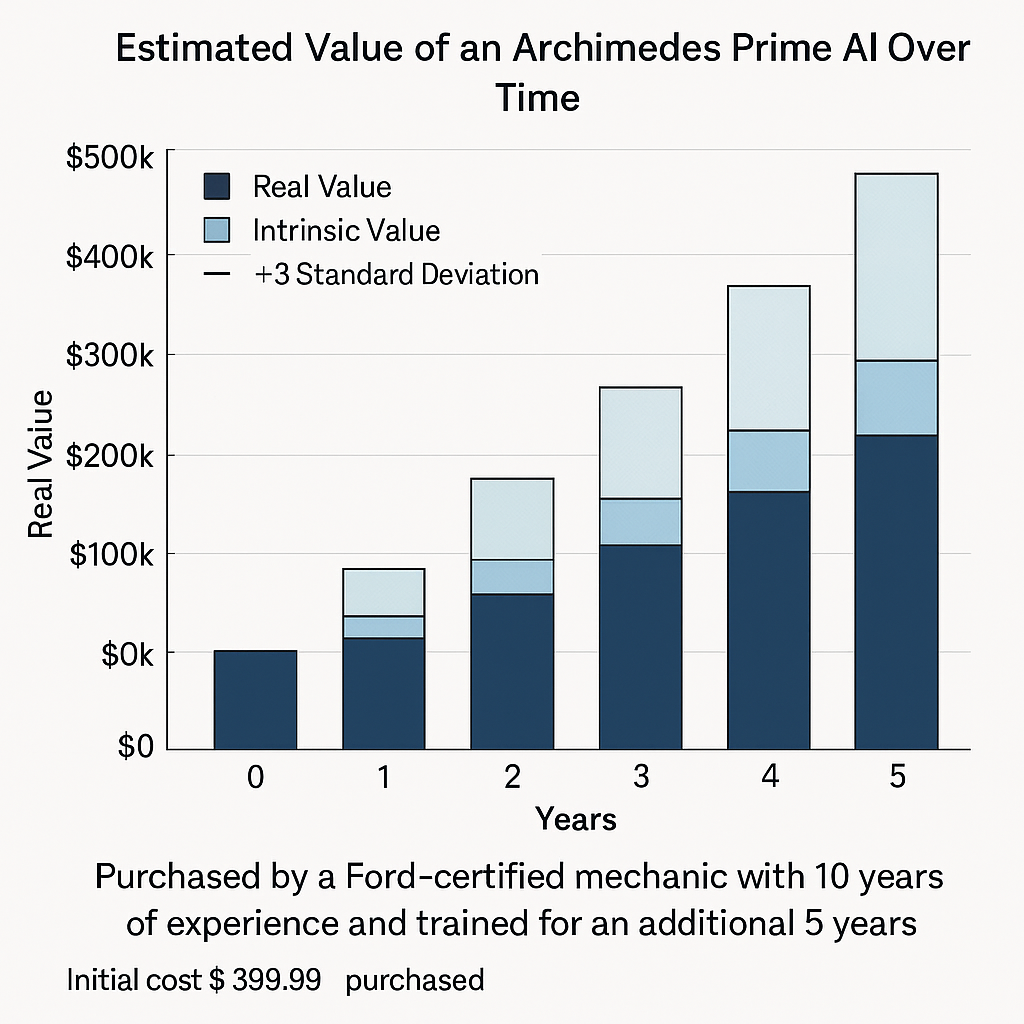 Estimated Value of an Archimedes Prime AI Over
Time
$500k
Real Value
Intrinsic Value
$400k
+3 Standard Deviation
$300k
Real Vaiue
$200k
$100k
$0k
$0
0 1 2 3 4 5
Years
Purchased by a Ford-certified mechanic with 10 years
of experience and trained for an additional 5 years
Initial cost $ 399.99 purchased